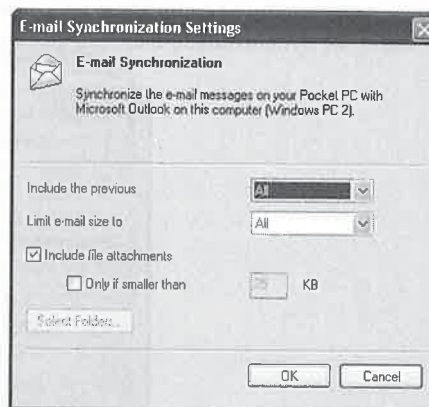 E-mail Synchronization Settings
E-mail Synchronization
Synchronize the e-mail messages on your Pocket PC with
Microsoft Outlook on this computer (Windows PC 2).
Include the previous
All
Limit e-mail size to
All
Include file attachments
Only if smaller than
KB
Select Folders...
OK
Cancel